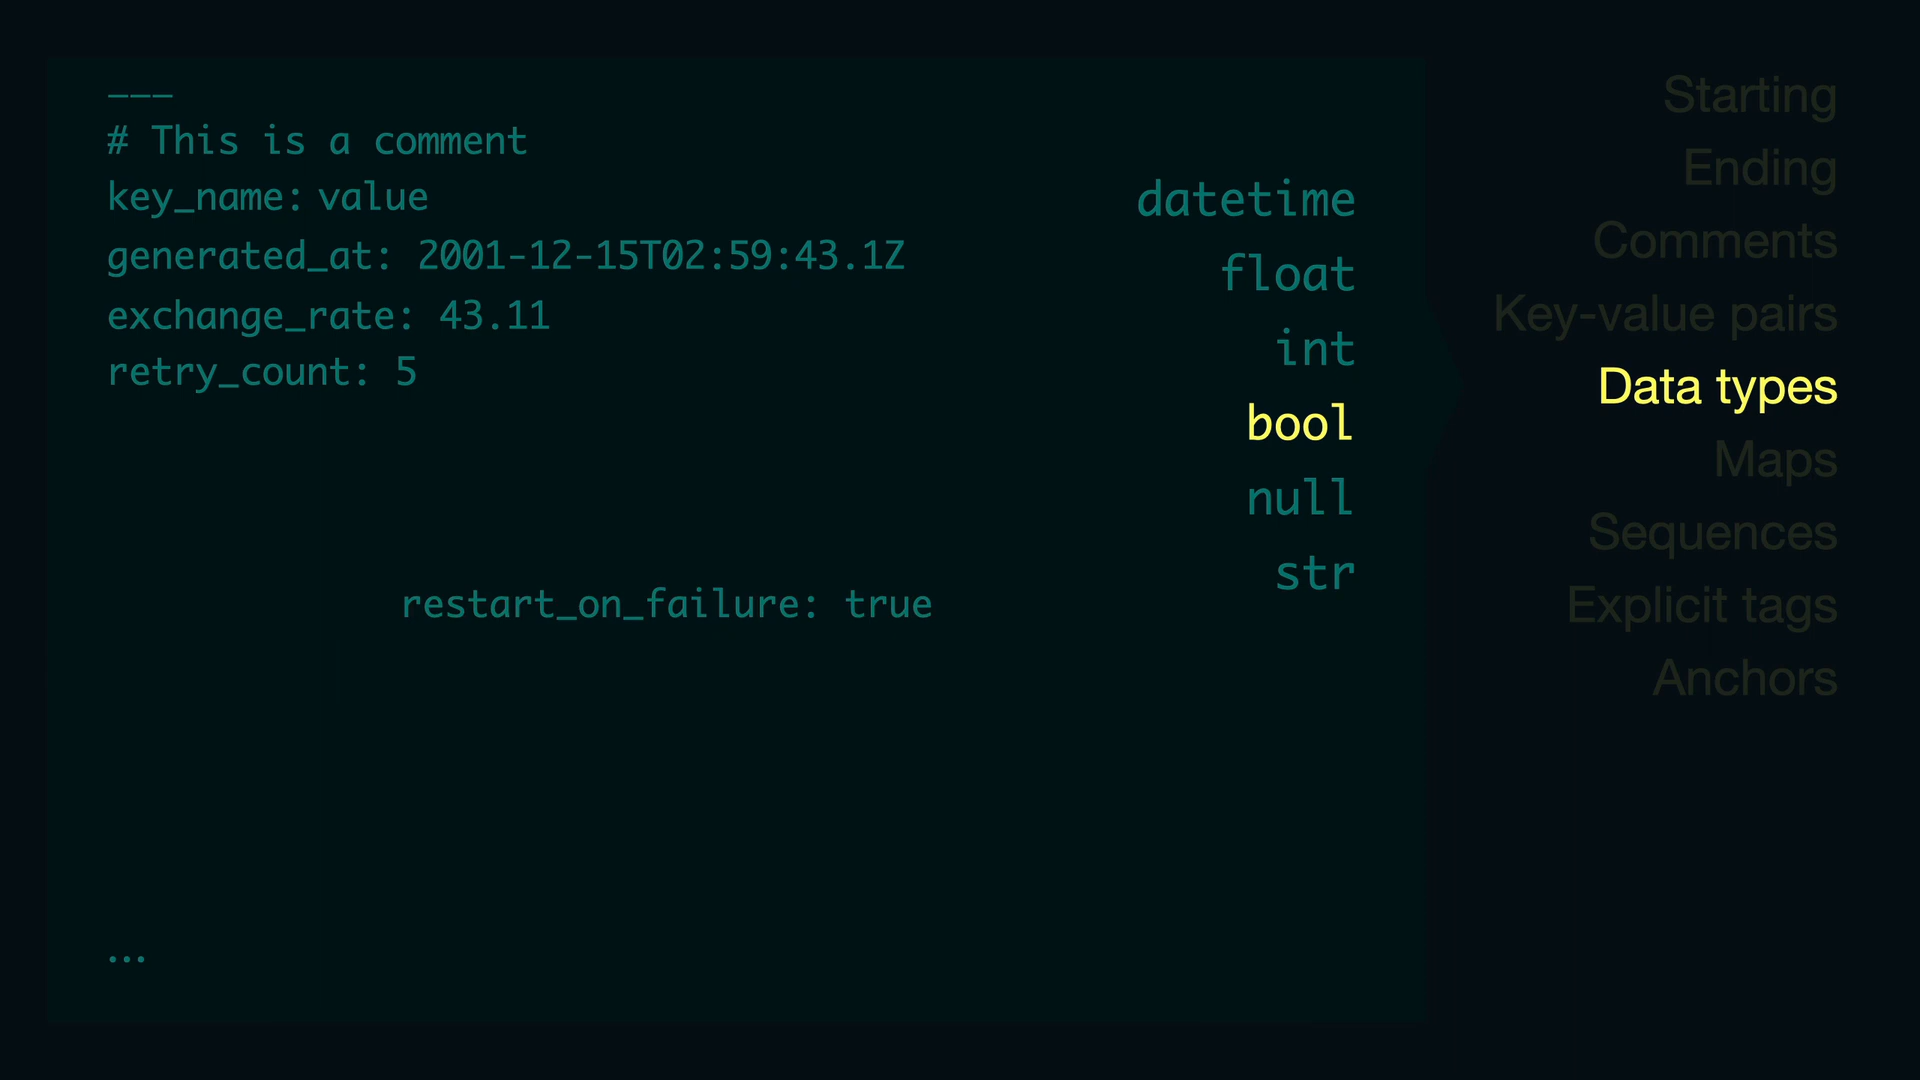 ---
# This is a comment
key_name: value
generated_at: 2001-12-15T02:59:43.1Z
exchange_rate: 43.11
retry_count: 5
restart_on_failure: true
...
datetime
float
int
bool
null
str
Starting
Ending
Comments
Key-value pairs
Data types
Maps
Sequences
Explicit tags
Anchors